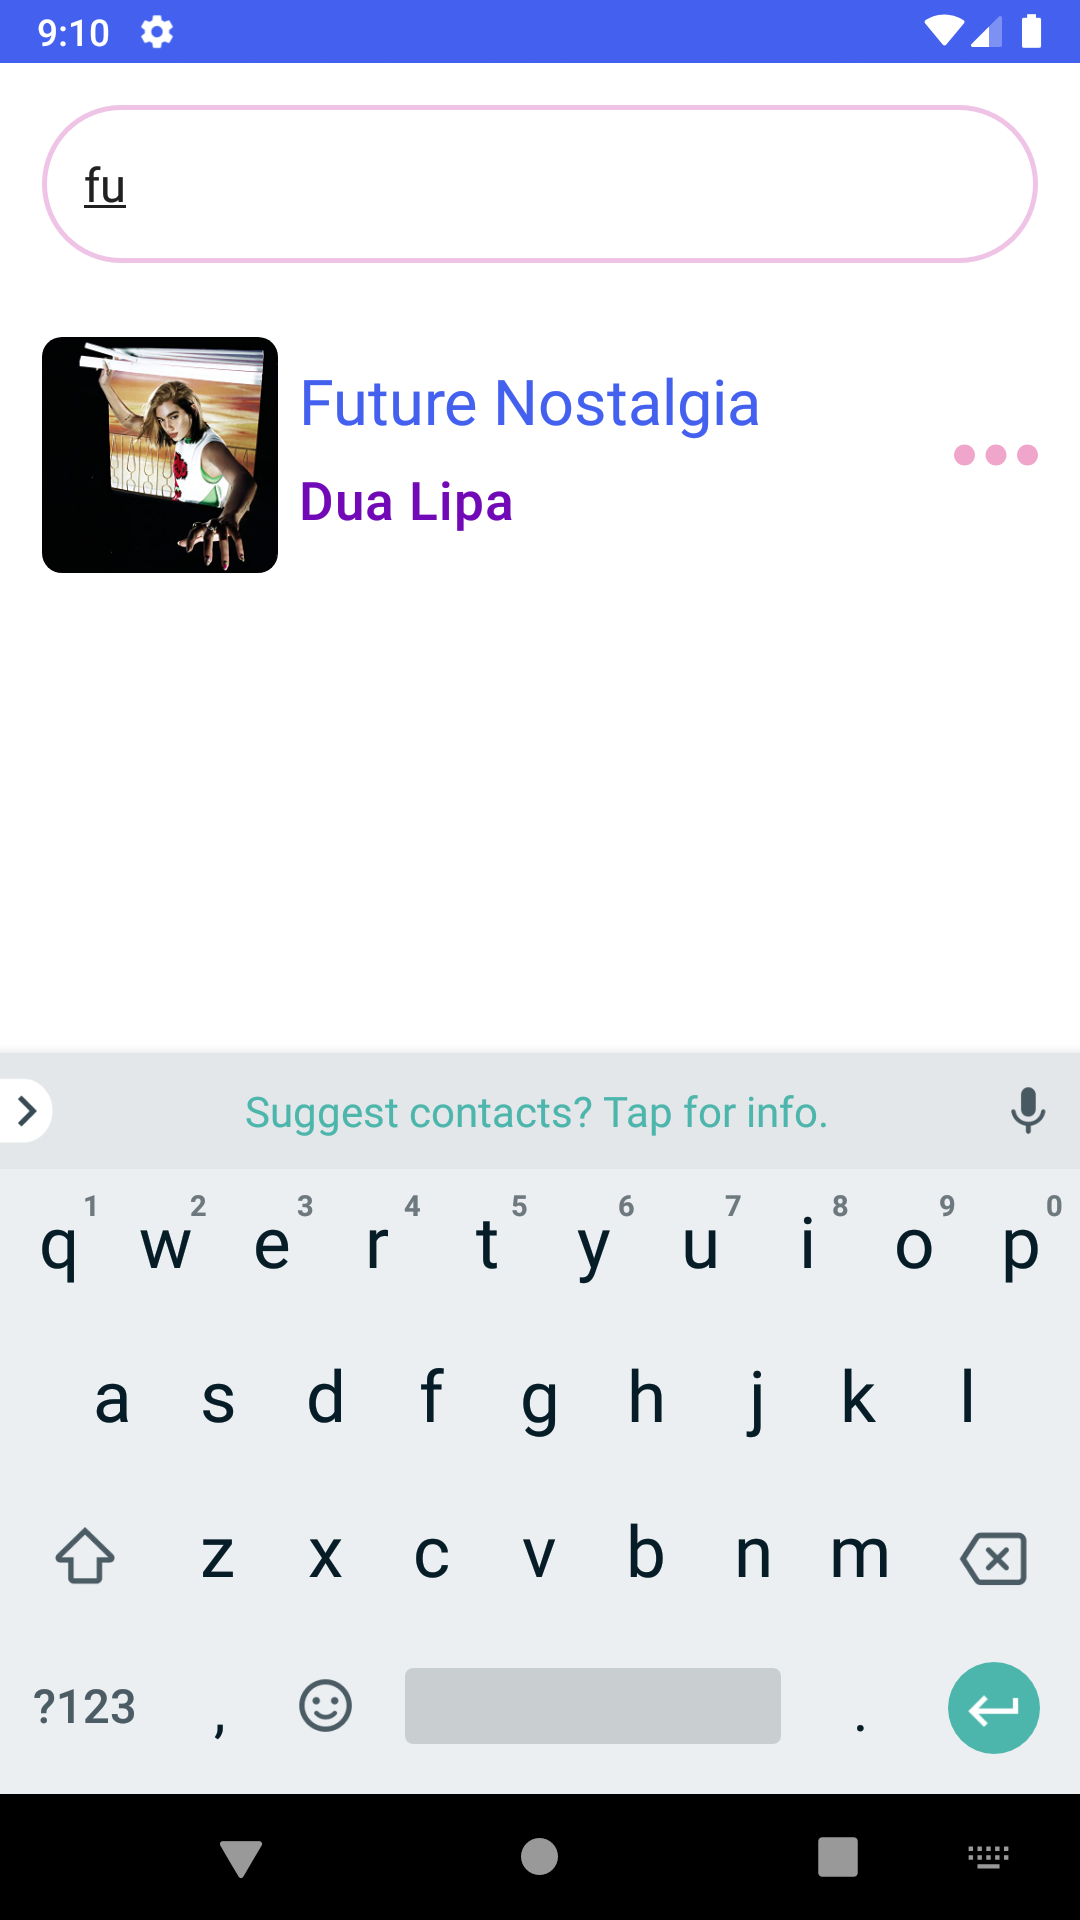 9:10
fu
Future Nostalgia
Dua Lipa
Suggest contacts? Tap for info.
q 1 w 2 e 3 r 4 t 5 y 6 u 7 i 8 o 9 p 0
a s d f g h j k l
z x c v b n m
?123 , .